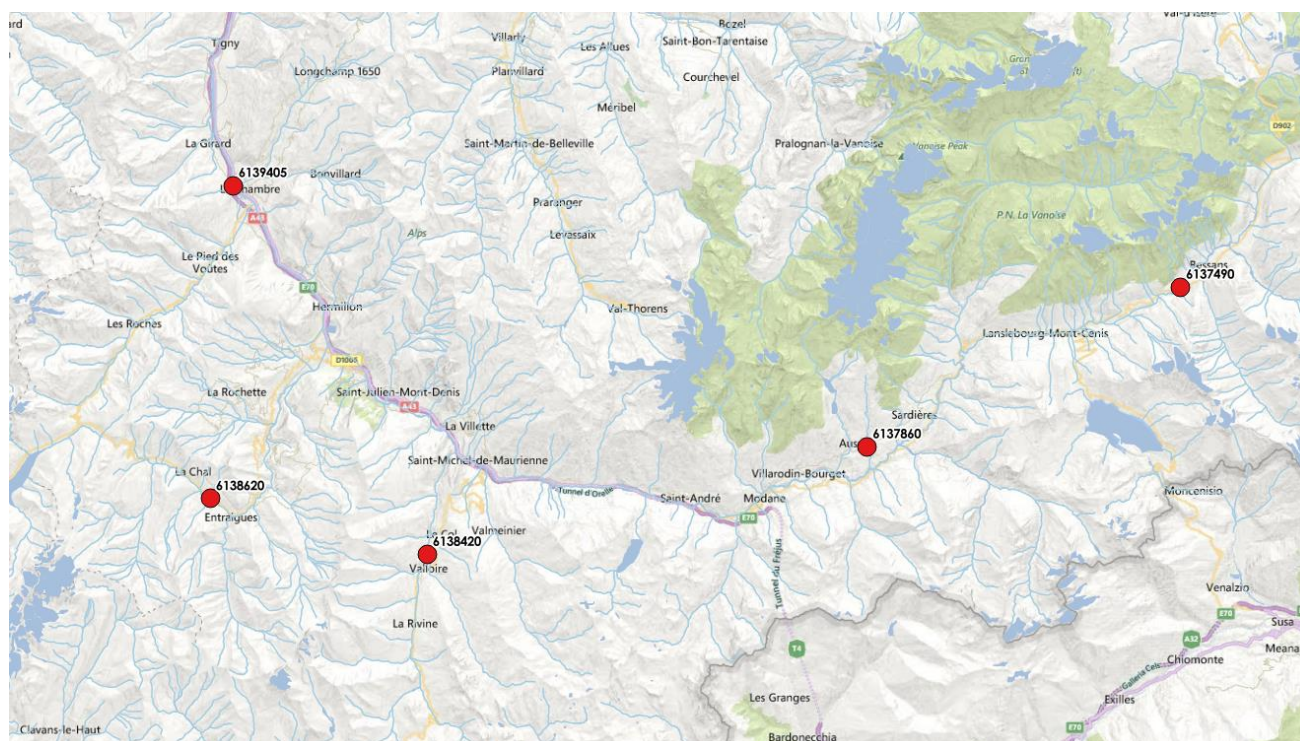 Bozel
Val-d'Isère
Tigny
Villarly
Les Allues
Saint-Bon-Tarentaise
Longchamp 1650
Planvillard
Courchevel
Méribel
D902
La Girard
Saint-Martin-de-Belleville
Pralognan-la-Vanoise
Vanoise Peak
6139405
Bonvillard
A43
Praranger
P.N. La Vanoise
Alps
Levassaix
Le Pied des
Voûtes
Bessans
6137490
E70
Hermillon
Val-Thorens
Les Roches
Lanslebourg-Mont-Cenis
D1006
La Rochette
Saint-Julien-Mont-Denis
A43
Sardières
La Villette
6137860
Saint-Michel-de-Maurienne
Villarodin-Bourget
La Chal
6138620
Tunnel d'Orelle
Saint-André
Modane
Moncenisio
Entraigues
E70
Le Col
Valmeinier
6138420
Valloire
Tunnel du Fréjus
Venalzio
E70
La Rivine
Susa
A32
T4
Meana
Chiomonte
Les Granges
Exilles
E70
Clavans-le-Haut
Bardonecchia